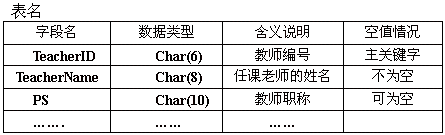 表名
字段名 数据类型 含义说明 空值情况
TeacherID Char(6) 教师编号 主关键字
TeacherName Char(8) 任课老师的姓名 不为空
PS Char(10) 教师职称 可为空
……. …… ……